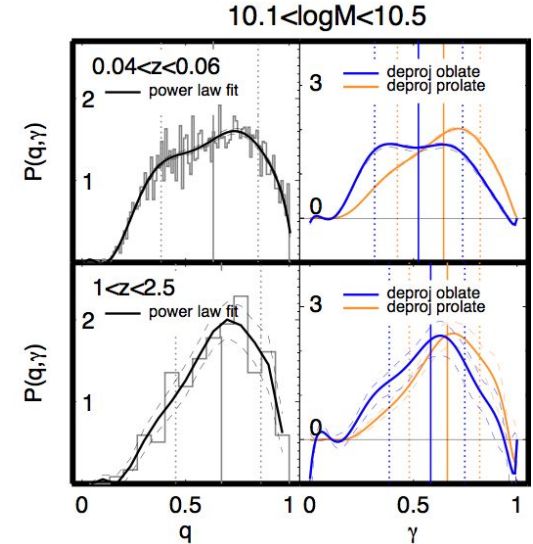 10.1<logM<10.5
0.04<z<0.06
power law fit
2
1
P(q,γ)
deproj oblate
deproj prolate
3
0
1<z<2.5
power law fit
2
1
P(q,γ)
deproj oblate
deproj prolate
3
0
0 0.5 1
q
0 0.5 1
γ